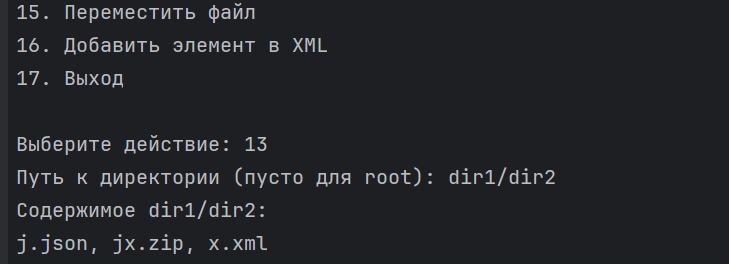 15. Переместить файл
16. Добавить элемент в XML
17. Выход
Выберите действие: 13
Путь к директории (пусто для root): dir1/dir2
Содержимое dir1/dir2:
j.json, jx.zip, x.xml